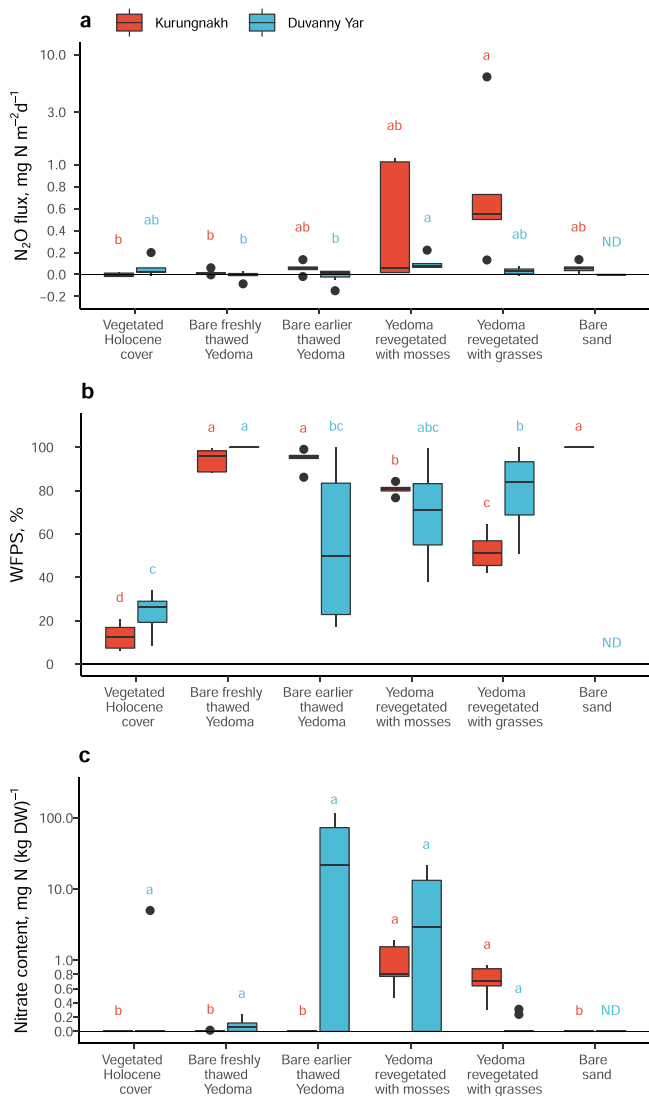 a
Kurungnakh
Duvanny Yar
N₂O flux, mg N m⁻²d⁻¹
10.0
3.0
1.0
0.8
0.6
0.4
0.2
0.0
−0.2
b
ab
b
b
ab
b
ab
a
a
ab
ab
ND
Vegetated Holocene cover
Bare freshly thawed Yedoma
Bare earlier thawed Yedoma
Yedoma revegetated with mosses
Yedoma revegetated with grasses
Bare sand
b
WFPS, %
100
80
60
40
20
0
d
c
a
a
a
bc
b
abc
c
b
a
ND
Vegetated Holocene cover
Bare freshly thawed Yedoma
Bare earlier thawed Yedoma
Yedoma revegetated with mosses
Yedoma revegetated with grasses
Bare sand
c
Nitrate content, mg N (kg DW)⁻¹
100.0
10.0
1.0
0.8
0.6
0.4
0.2
0.0
b
a
b
a
b
a
a
a
a
a
b
ND
Vegetated Holocene cover
Bare freshly thawed Yedoma
Bare earlier thawed Yedoma
Yedoma revegetated with mosses
Yedoma revegetated with grasses
Bare sand